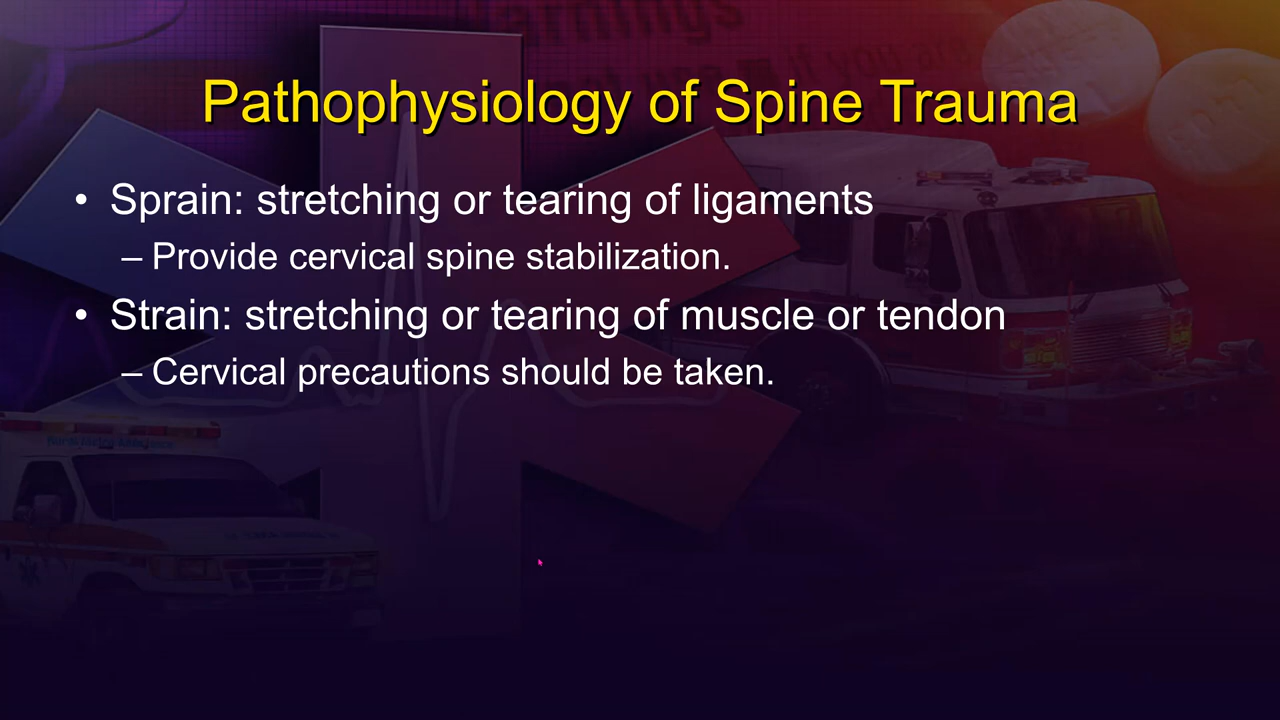 Pathophysiology of Spine Trauma
• Sprain: stretching or tearing of ligaments
– Provide cervical spine stabilization.
• Strain: stretching or tearing of muscle or tendon
– Cervical precautions should be taken.